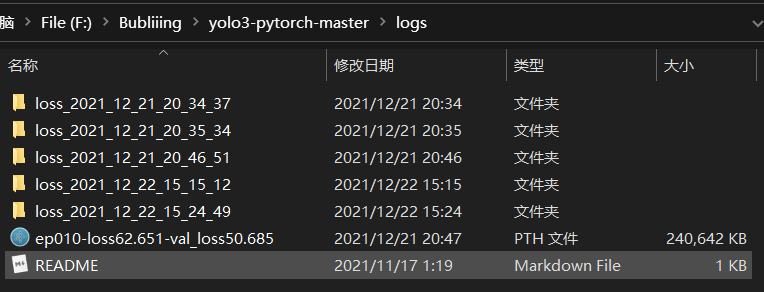 脑 › File (F:) › Bubliiing › yolo3-pytorch-master › logs
名称 修改日期 类型 大小
loss_2021_12_21_20_34_37 2021/12/21 20:34 文件夹
loss_2021_12_21_20_35_34 2021/12/21 20:35 文件夹
loss_2021_12_21_20_46_51 2021/12/21 20:46 文件夹
loss_2021_12_22_15_15_12 2021/12/22 15:15 文件夹
loss_2021_12_22_15_24_49 2021/12/22 15:24 文件夹
ep010-loss62.651-val_loss50.685 2021/12/21 20:47 PTH 文件 240,642 KB
README 2021/11/17 1:19 Markdown File 1 KB